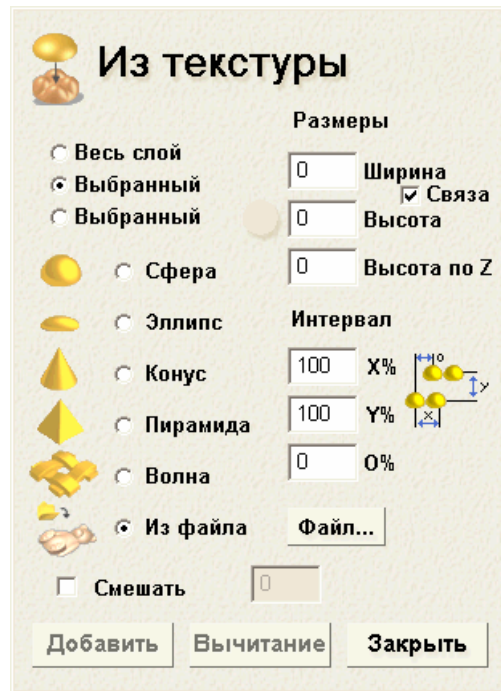 Из текстуры
Размеры
Весь слой
Выбранный
Выбранный
0 Ширина
Связа
0 Высота
0 Высота по Z
Сфера
Эллипс
Конус
Пирамида
Волна
Из файла
Интервал
100 X%
100 Y%
0 O%
o
y
x
Файл...
Смешать 0
Добавить Вычитание Закрыть